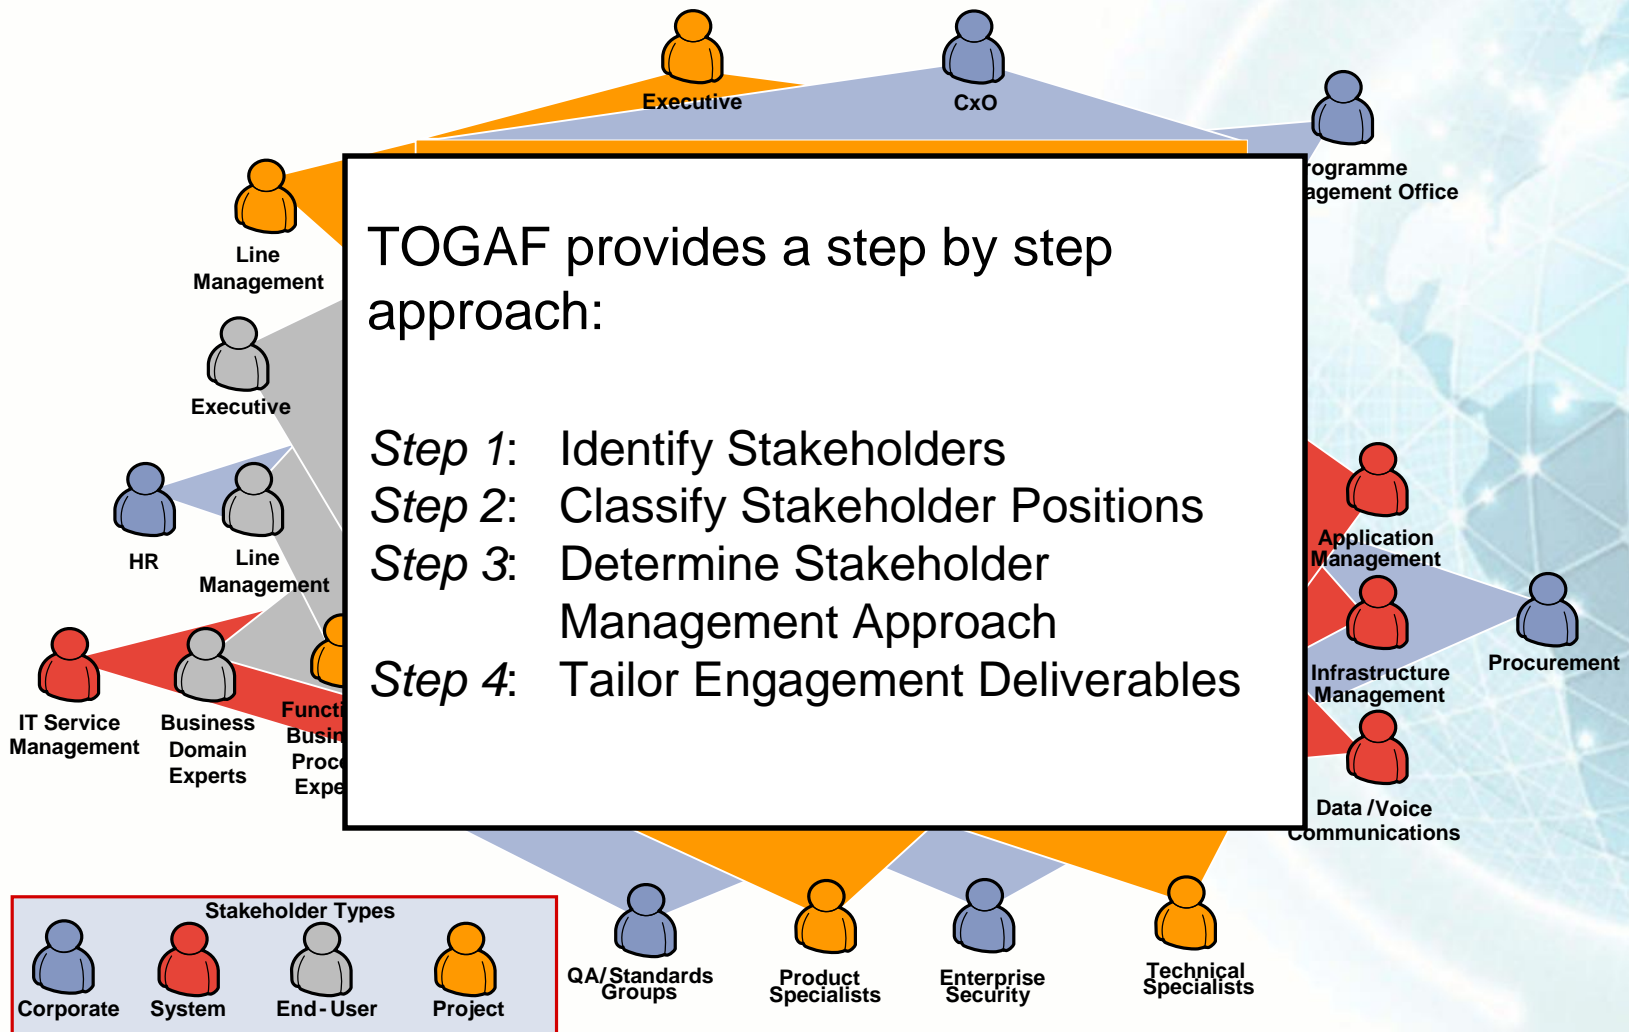 Executive
CxO
rogramme
agement Office
Line
Management
TOGAF provides a step by step
approach:
Executive
Step 1: Identify Stakeholders
Step 2: Classify Stakeholder Positions
Step 3: Determine Stakeholder
Management Approach
Step 4: Tailor Engagement Deliverables
HR
Line
Management
Application
Management
Procurement
Infrastructure
Management
IT Service
Management
Business
Domain
Experts
Functi
Busin
Proc
Expe
Data / Voice
Communications
Stakeholder Types
Corporate
System
End - User
Project
QA/Standards
Groups
Product
Specialists
Enterprise
Security
Technical
Specialists